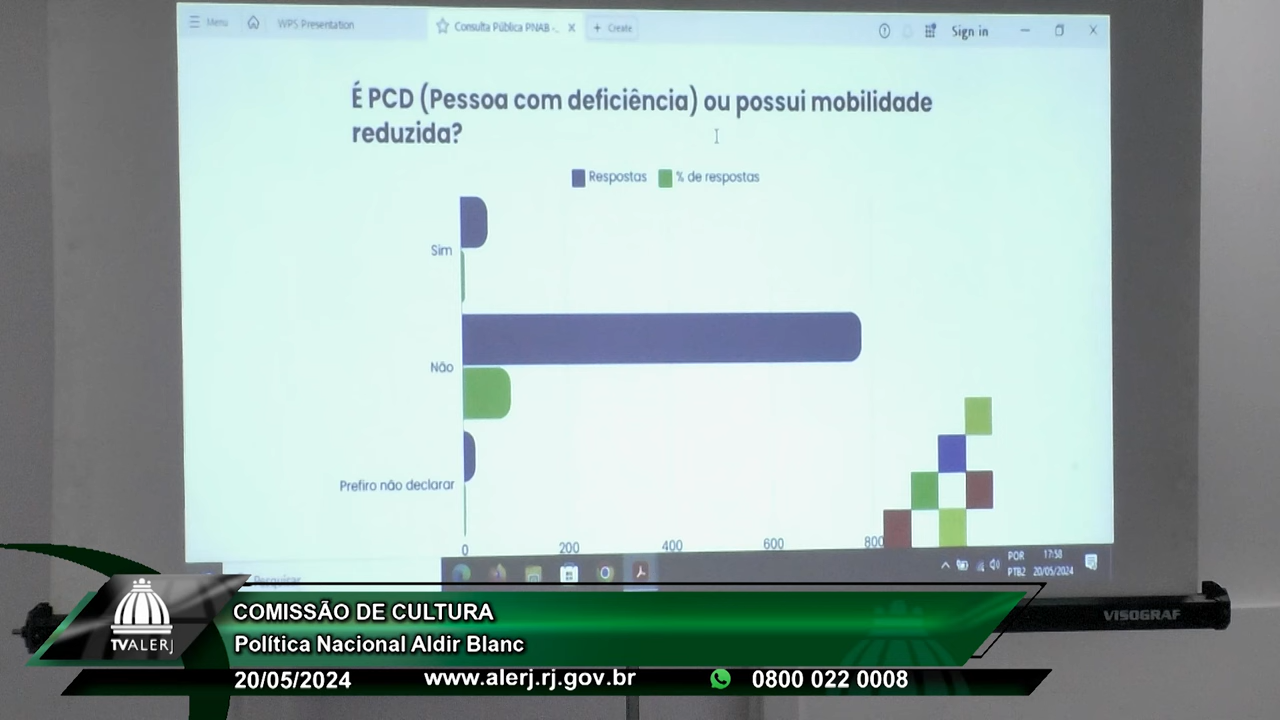 Menu
WPS Presentation
Consulta Pública PNAB -..
+ Create
Sign in
É PCD (Pessoa com deficiência) ou possui mobilidade
reduzida?
Respostas
% de respostas
Sim
Não
Prefiro não declarar
0 200 400 600 800
Pesquisar
POR
PTB2
17:58
20/05/2024
VISOGRAF
TVALERJ
COMISSÃO DE CULTURA
Política Nacional Aldir Blanc
20/05/2024
www.alerj.rj.gov.br
0800 022 0008